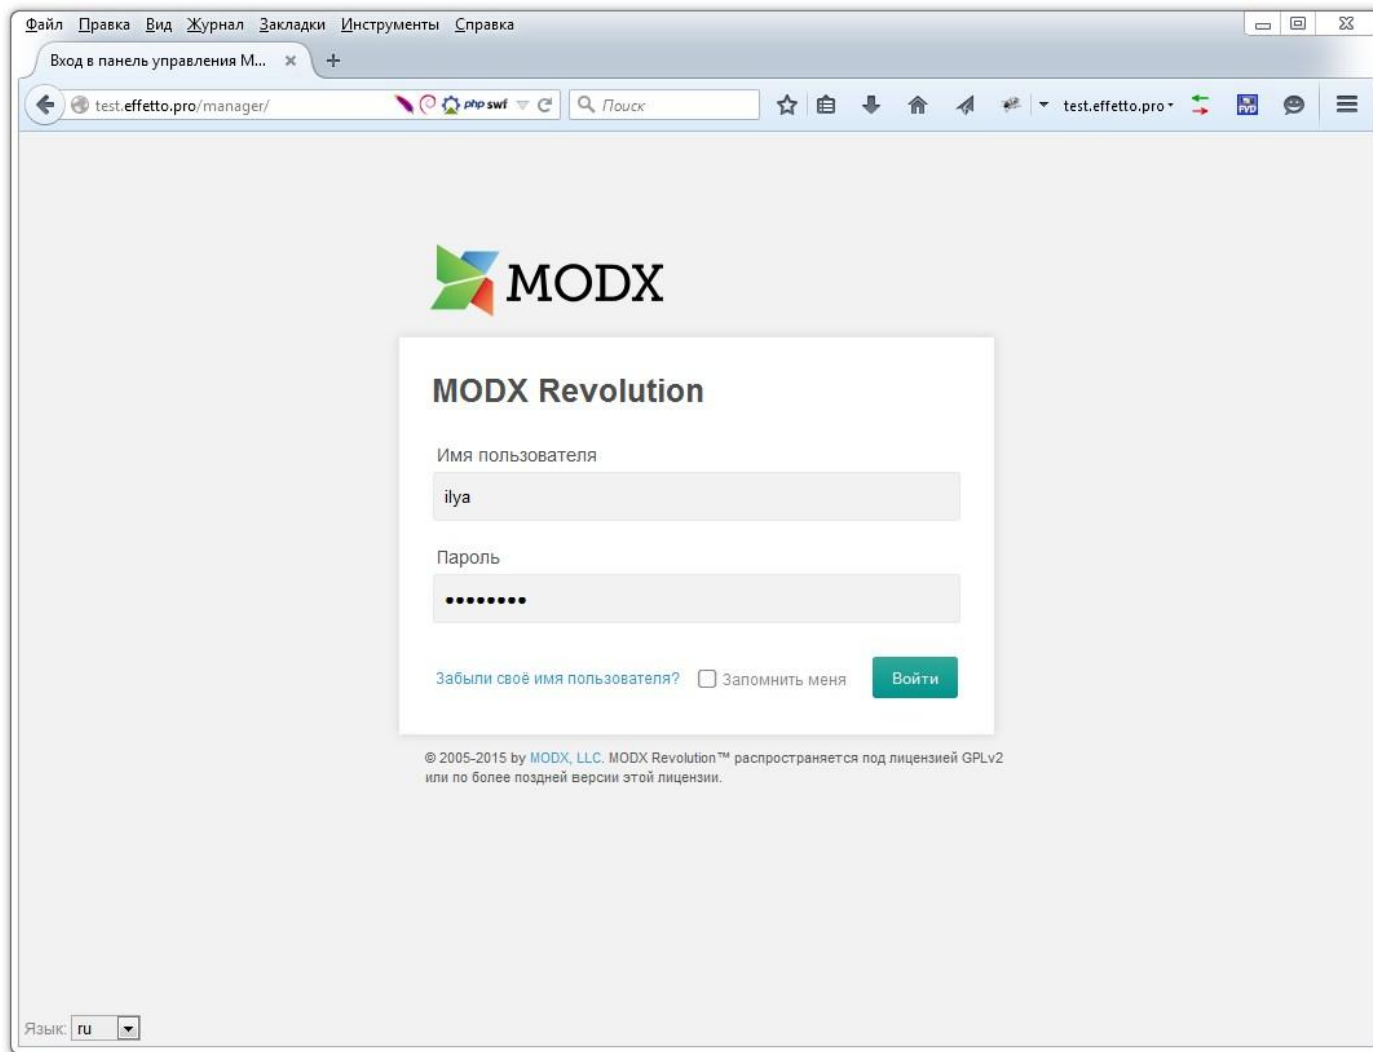 Файл Правка Вид Журнал Закладки Инструменты Справка
Вход в панель управления M...
test.effetto.pro/manager/ php swf Поиск test.effetto.pro
FVD
MODX
MODX Revolution
Имя пользователя
ilya
Пароль
••••••••
Забыли своё имя пользователя? Запомнить меня Войти
© 2005-2015 by MODX, LLC. MODX Revolution™ распространяется под лицензией GPLv2
или по более поздней версии этой лицензии.
Язык: ru